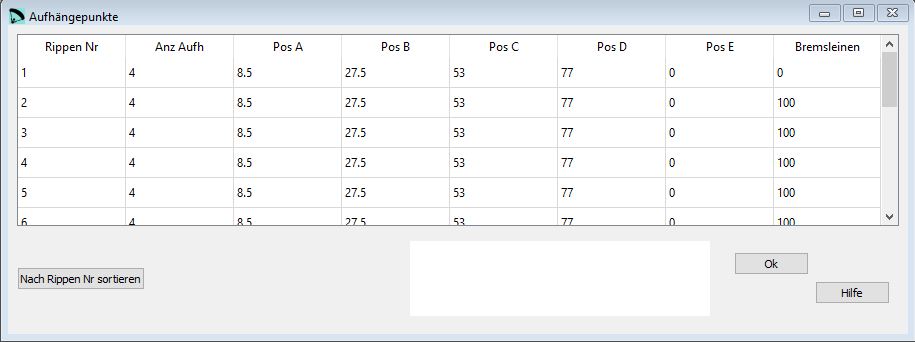 Aufhängepunkte
Rippen Nr Anz Aufh Pos A Pos B Pos C Pos D Pos E Bremsleinen
1 4 8.5 27.5 53 77 0 0
2 4 8.5 27.5 53 77 0 100
3 4 8.5 27.5 53 77 0 100
4 4 8.5 27.5 53 77 0 100
5 4 8.5 27.5 53 77 0 100
6 4 8.5 27.5 53 77 0 100
Nach Rippen Nr sortieren
Ok
Hilfe